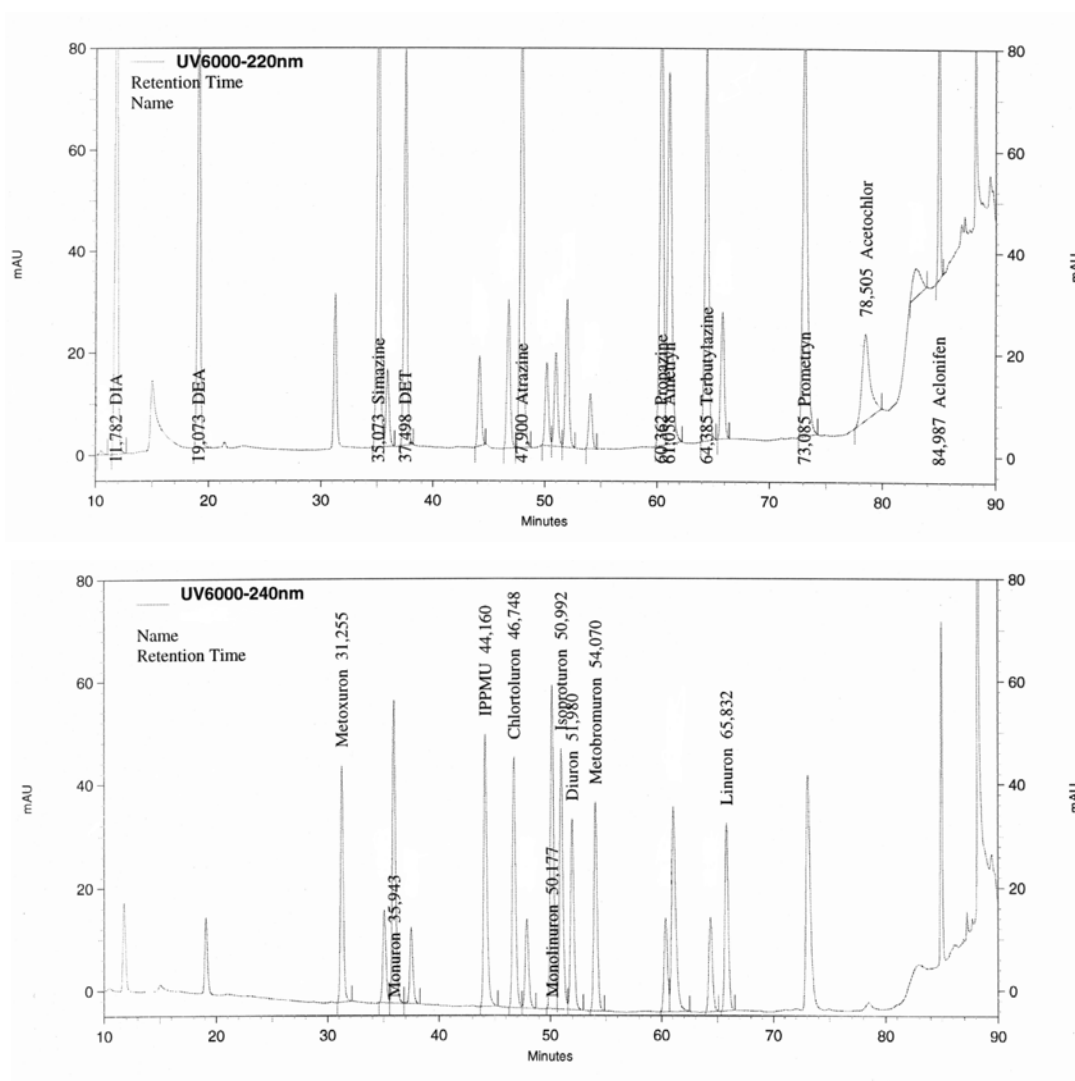 UV6000-220nm
Retention Time
Name
80
60
40
20
0
80
60
40
20
0
mAU
mAU
11,782 DIA
19,073 DEA
35,073 Simazine
37,498 DET
47,900 Atrazine
60,362 Propazine
61,058 Ametryn
64,385 Terbutylazine
73,085 Prometryn
78,505 Acetochlor
84,987 Aclonifen
10 20 30 40 50 60 70 80 90
Minutes
UV6000-240nm
Name
Retention Time
80
60
40
20
0
80
60
40
20
0
mAU
mAU
Metoxuron 31,255
Monuron 35,943
IPPMU 44,160
Chlortoluron 46,748
Monolinuron 50,177
Isoproturon 50,992
Diuron 51,980
Metobromuron 54,070
Linuron 65,832
10 20 30 40 50 60 70 80 90
Minutes